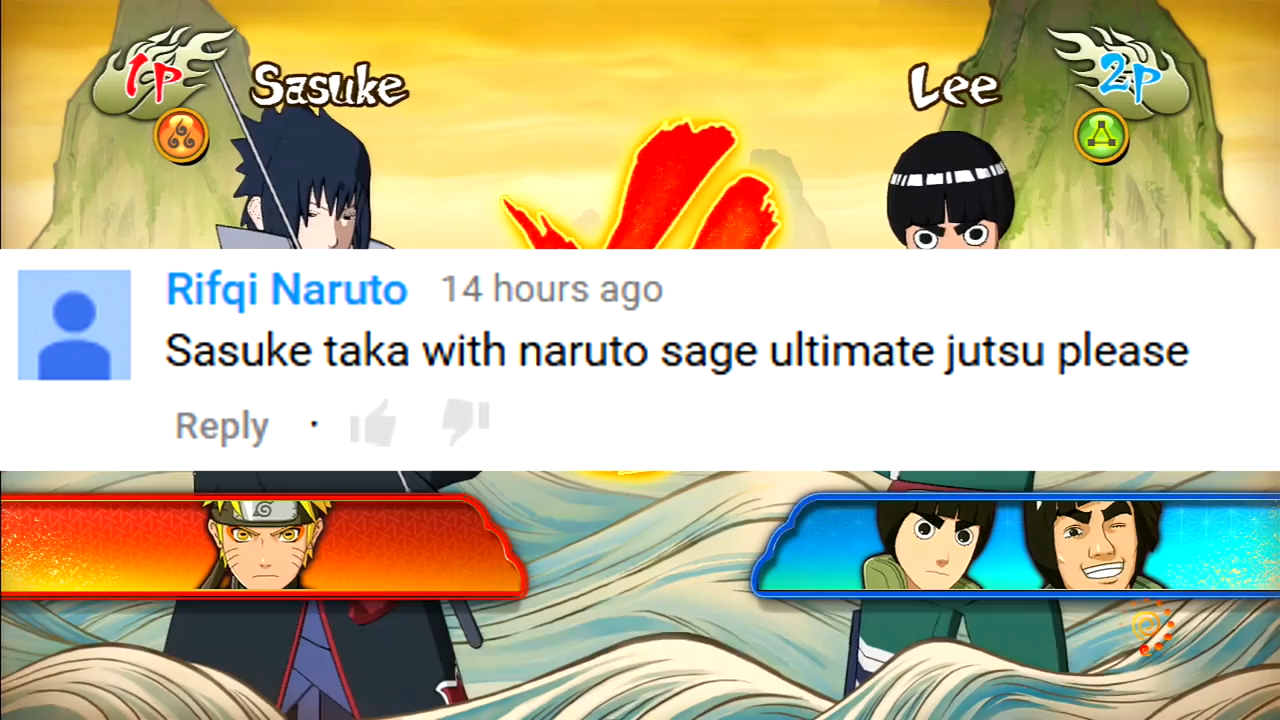 1P
Sasuke
Lee
2P
Rifqi Naruto 14 hours ago
Sasuke taka with naruto sage ultimate jutsu please
Reply ·